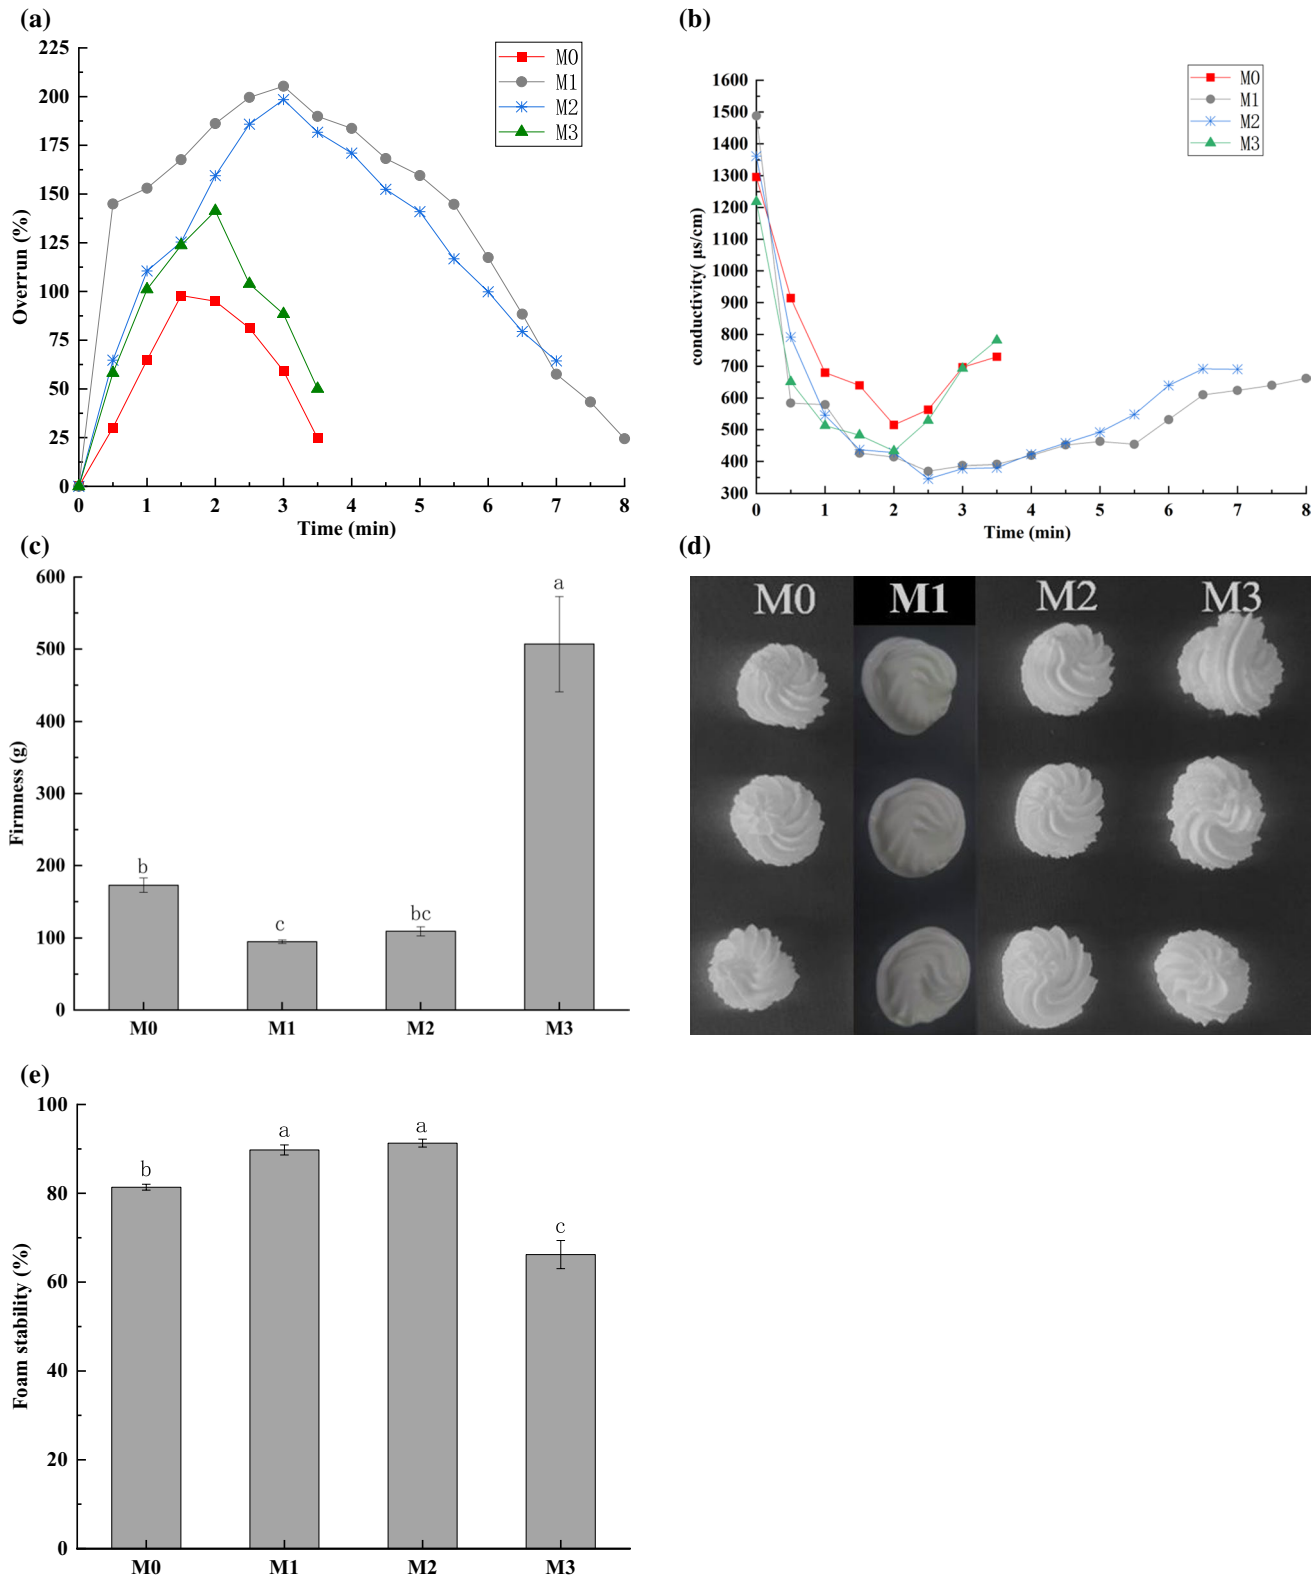 (a)
225
200
175
150
125
100
75
50
25
0
Overrun (%)
M0
M1
M2
M3
0 1 2 3 4 5 6 7 8
Time (min)
(b)
1600
1500
1400
1300
1200
1100
1000
900
800
700
600
500
400
300
conductivity( μs/cm)
M0
M1
M2
M3
0 1 2 3 4 5 6 7 8
Time (min)
(c)
600
500
400
300
200
100
0
Firmness (g)
b
c
bc
a
M0 M1 M2 M3
(d)
M0 M1 M2 M3
(e)
100
80
60
40
20
0
Foam stability (%)
b
a
a
c
M0 M1 M2 M3